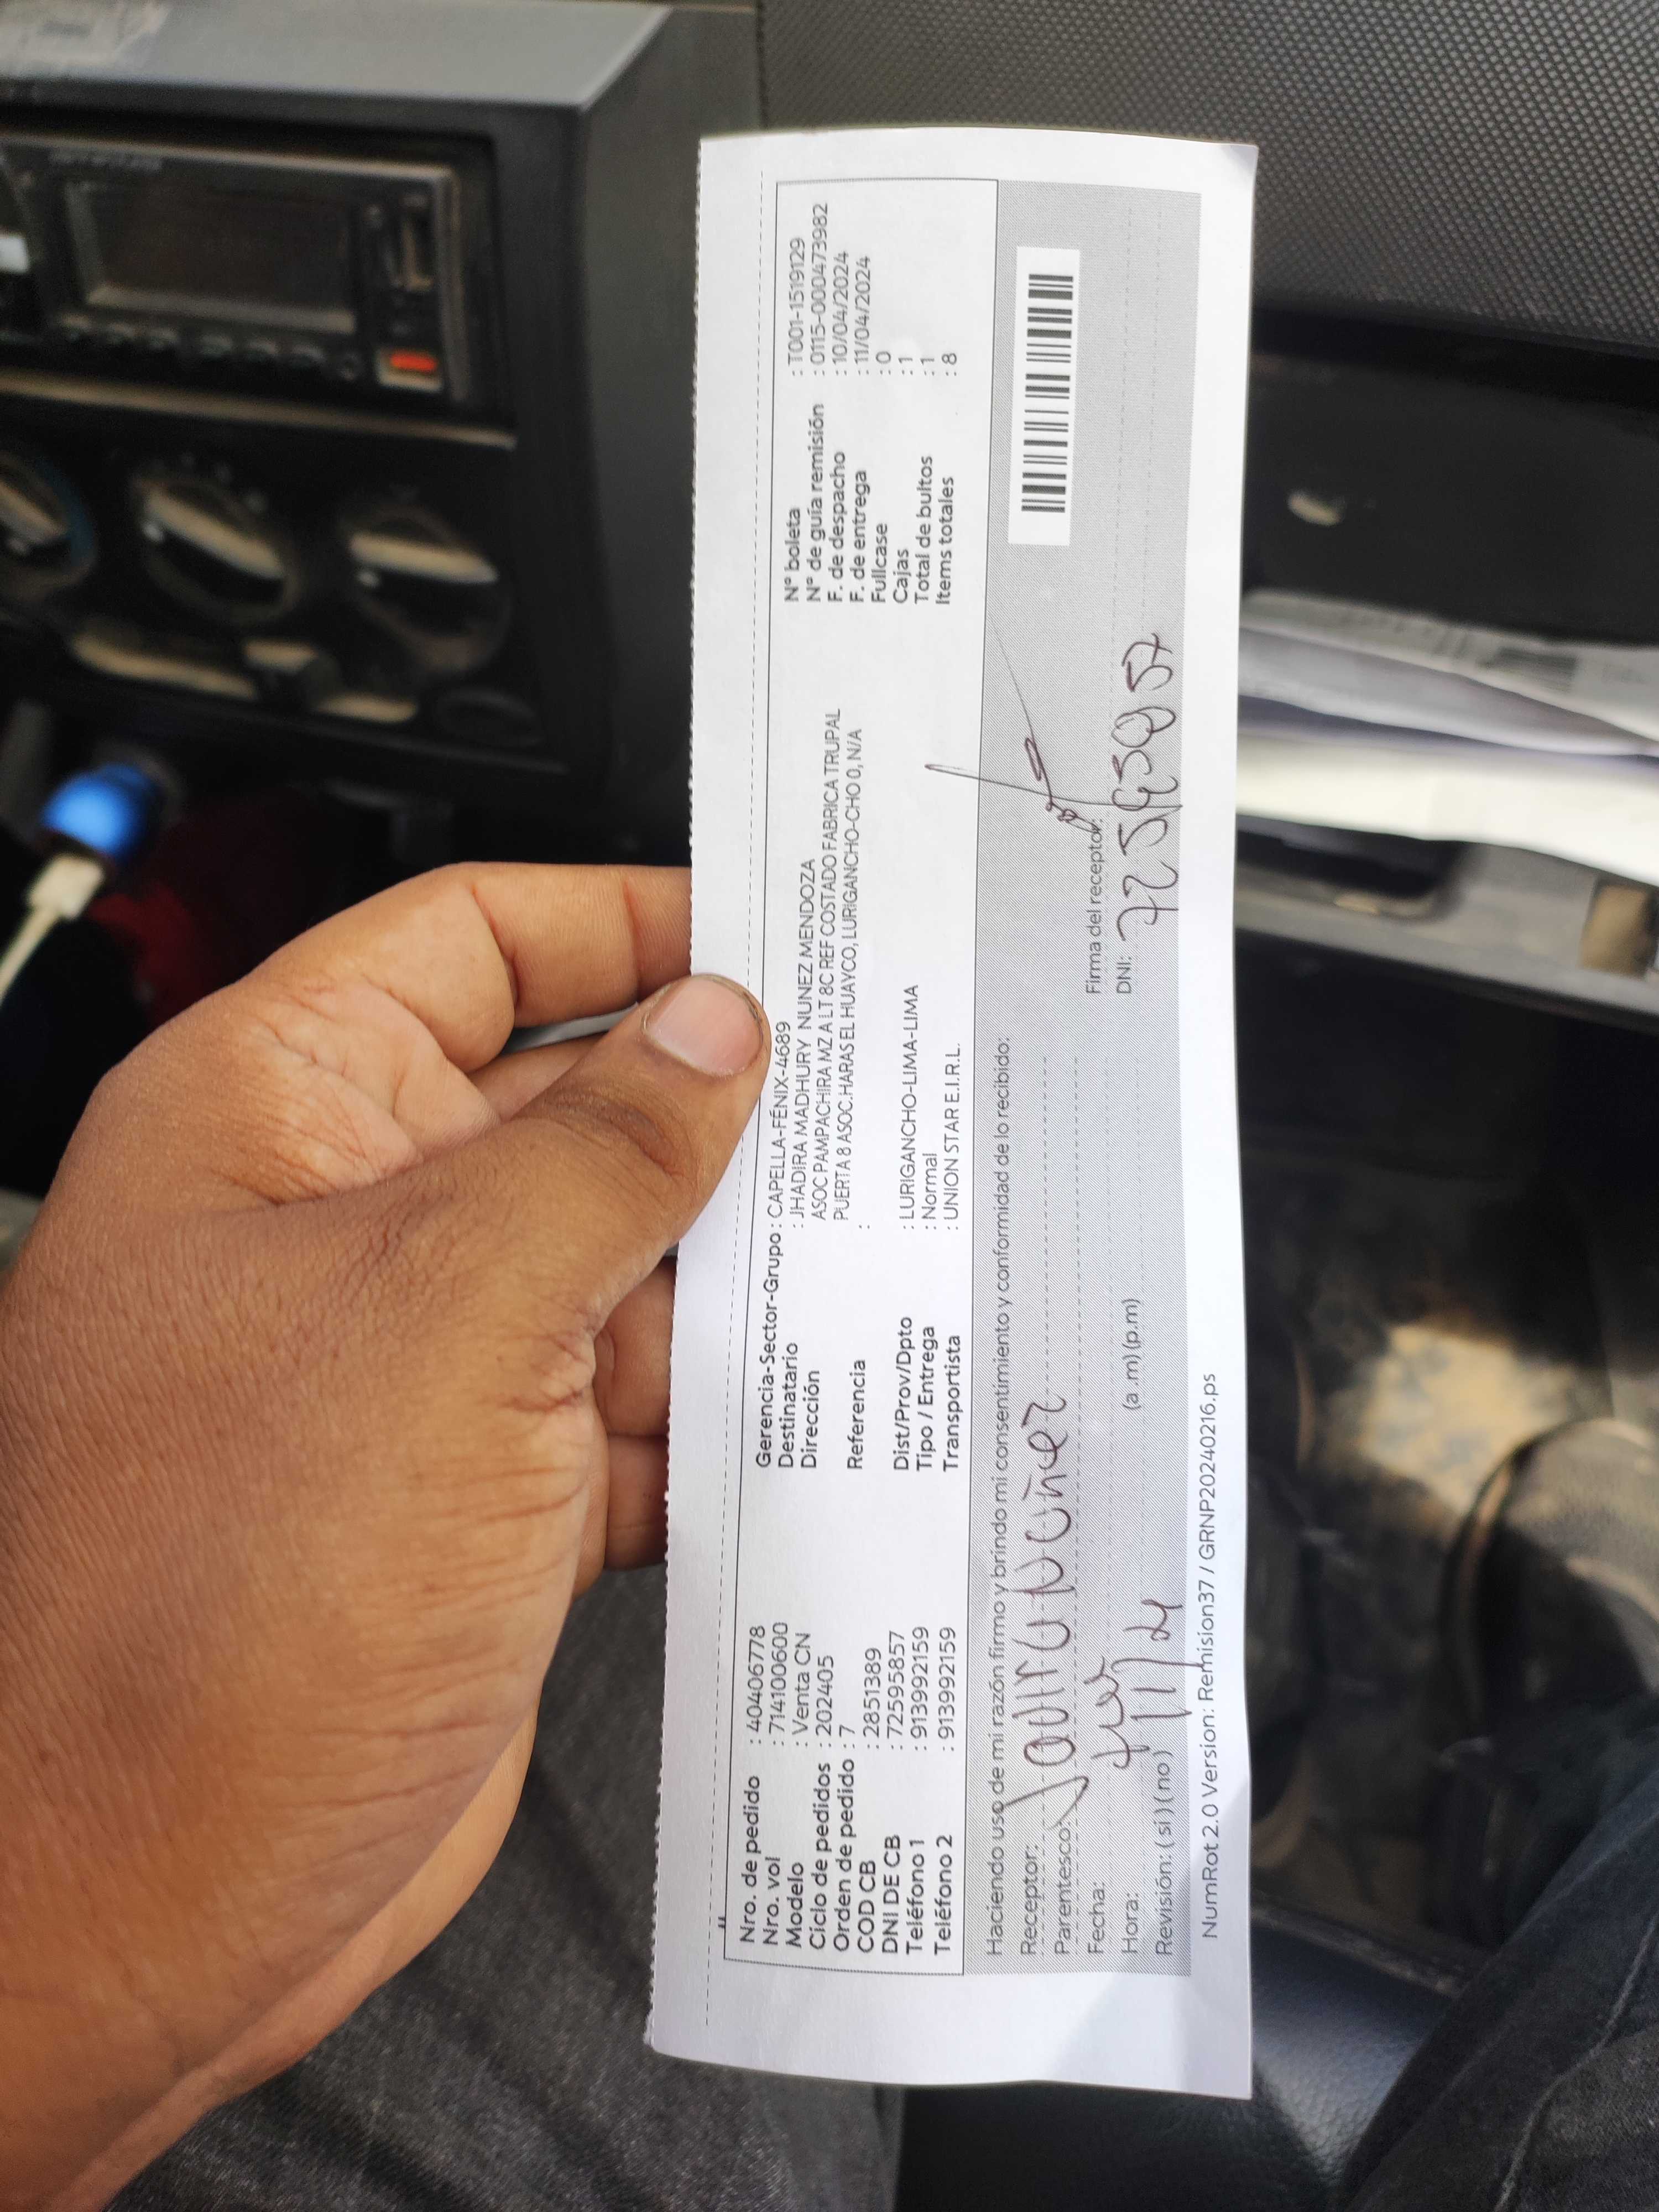 Nro. de pedido : 40406778
Nro. vol : 714100600
Modelo : Venta CN
Ciclo de pedidos : 202405
Orden de pedido : 7
COD CB : 2851389
DNI DE CB : 72595857
Teléfono 1 : 913992159
Teléfono 2 : 913992159
Gerencia-Sector-Grupo : CAPELLA-FÉNIX-4689
Destinatario : JHADIRA MADHURY NUNEZ MENDOZA
Dirección ASOC PAMPACHIRA MZ A LT 8C REF COSTADO FABRICA TRUPAL
PUERTA 8 ASOC.HARAS EL HUAYCO, LURIGANCHO-CHO 0, N/A
Referencia :
Dist/Prov/Dpto : LURIGANCHO-LIMA-LIMA
Tipo / Entrega : Normal
Transportista : UNION STAR E.I.R.L.
N° boleta : T001-1519129
N° de guía remisión : 0115-0000473982
F. de despacho : 10/04/2024
F. de entrega : 11/04/2024
Fullcase : 0
Cajas : 1
Total de bultos : 1
Items totales : 8
Haciendo uso de mi razón firmo y brindo mi consentimiento y conformidad de lo recibido:
Receptor: Nuñez
Parentesco:
Fecha:
Hora: 11/4 (a .m) (p.m)
Revisión: ( si ) ( no )
Firma del receptor:
DNI:
NumRot 2.0 Version: Remision37 / GRNP20240216.ps